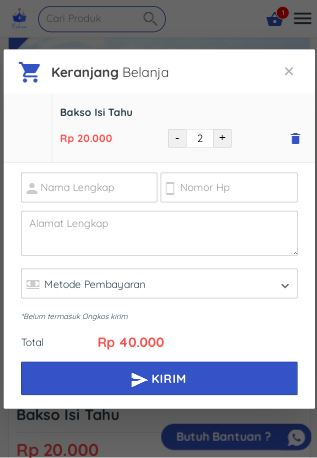 Cari Produk
1
Keranjang Belanja
×
Bakso Isi Tahu
Rp 20.000
- 2 +
Nama Lengkap
Nomor Hp
Alamat Lengkap
Metode Pembayaran
*Belum termasuk Ongkos kirim
Total Rp 40.000
KIRIM
Bakso Isi Tahu
Butuh Bantuan ?
Rp 20.000